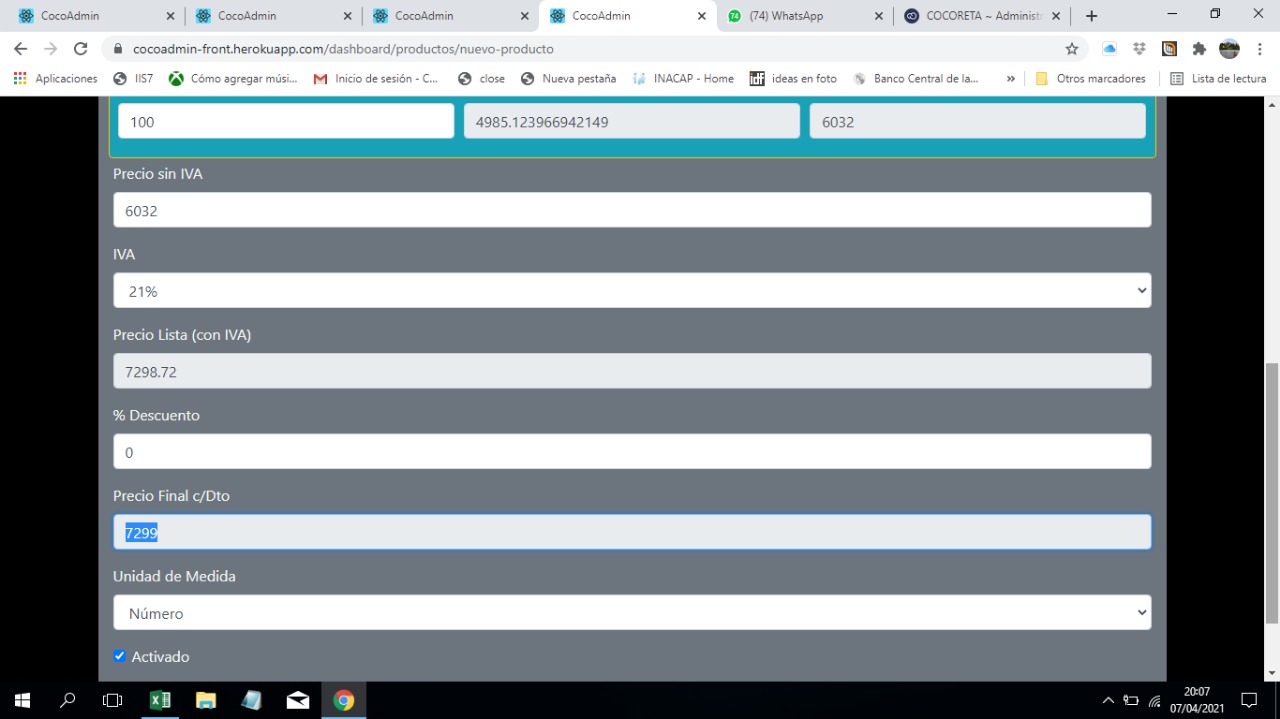 CocoAdmin CocoAdmin CocoAdmin CocoAdmin (74) WhatsApp COCORETA ~ Administ
cocoadmin-front.herokuapp.com/dashboard/productos/nuevo-producto
Aplicaciones IIS7 Cómo agregar músi... Inicio de sesión - C... close Nueva pestaña INACAP - Home ideas en foto Banco Central de la... » Otros marcadores Lista de lectura
100 4985.123966942149 6032
Precio sin IVA
6032
IVA
21%
Precio Lista (con IVA)
7298.72
% Descuento
0
Precio Final c/Dto
7299
Unidad de Medida
Número
Activado
20:07
07/04/2021